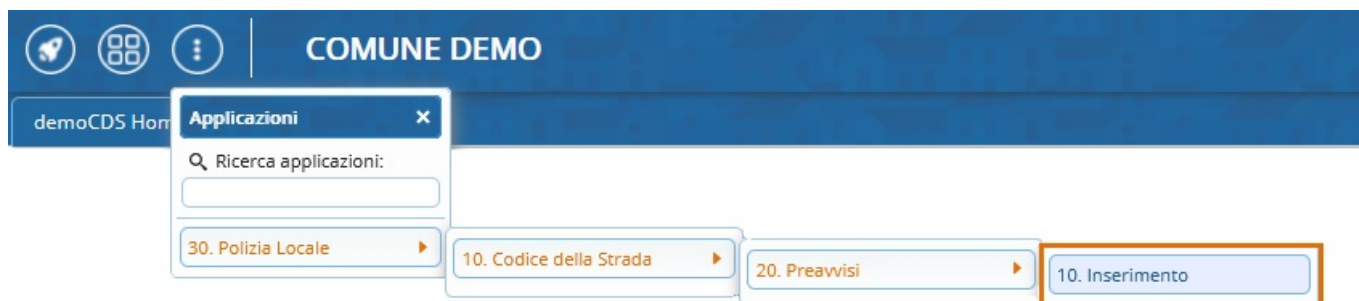 COMUNE DEMO
demoCDS Hom
Applicazioni ×
Ricerca applicazioni:
30. Polizia Locale
10. Codice della Strada
20. Preavvisi
10. Inserimento